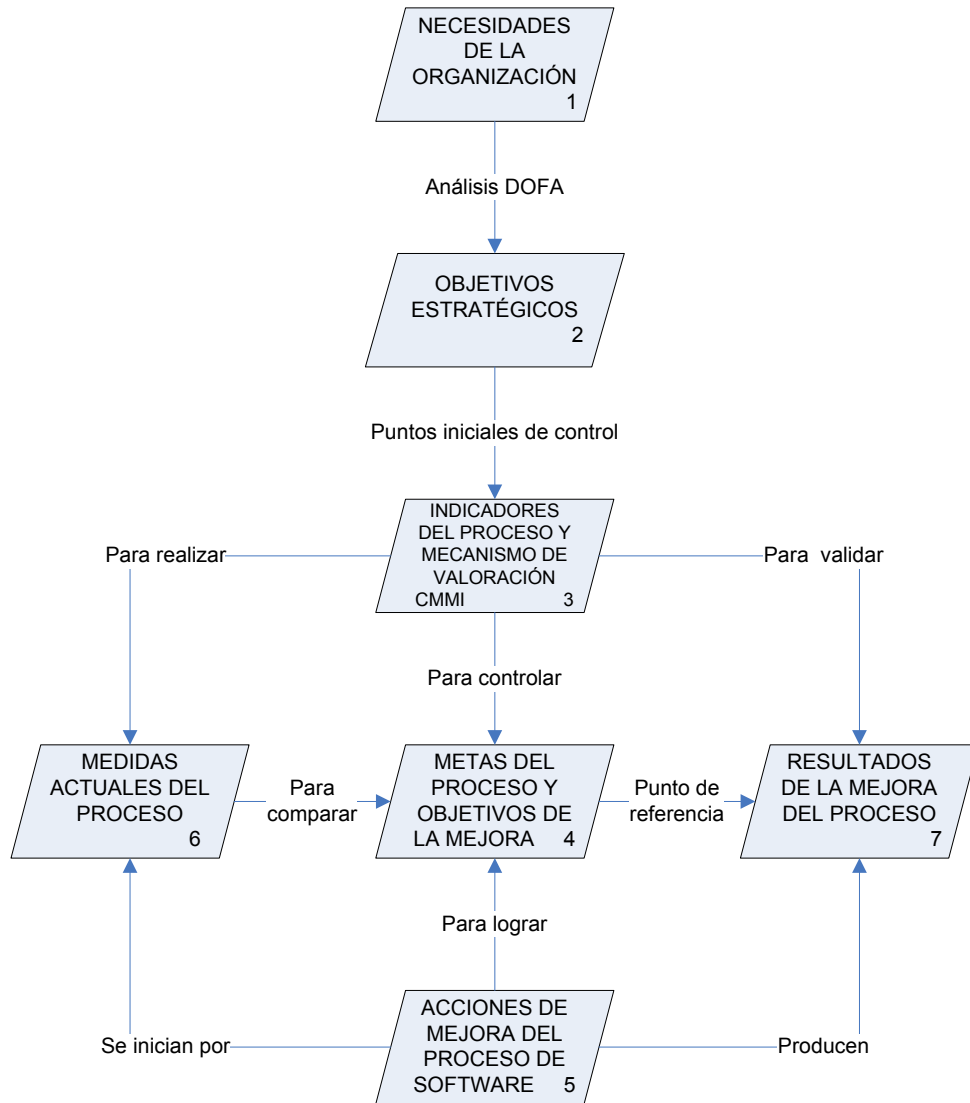 NECESIDADES
DE LA
ORGANIZACIÓN
1
Análisis DOFA
OBJETIVOS
ESTRATÉGICOS
2
Puntos iniciales de control
INDICADORES
DEL PROCESO Y
MECANISMO DE
VALORACIÓN
CMMI 3
Para realizar
Para validar
Para controlar
MEDIDAS
ACTUALES DEL
PROCESO
6
Para
comparar
METAS DEL
PROCESO Y
OBJETIVOS DE
LA MEJORA 4
Punto de
referencia
RESULTADOS
DE LA MEJORA
DEL PROCESO
7
Para lograr
ACCIONES DE
MEJORA DEL
PROCESO DE
SOFTWARE 5
Se inician por
Producen